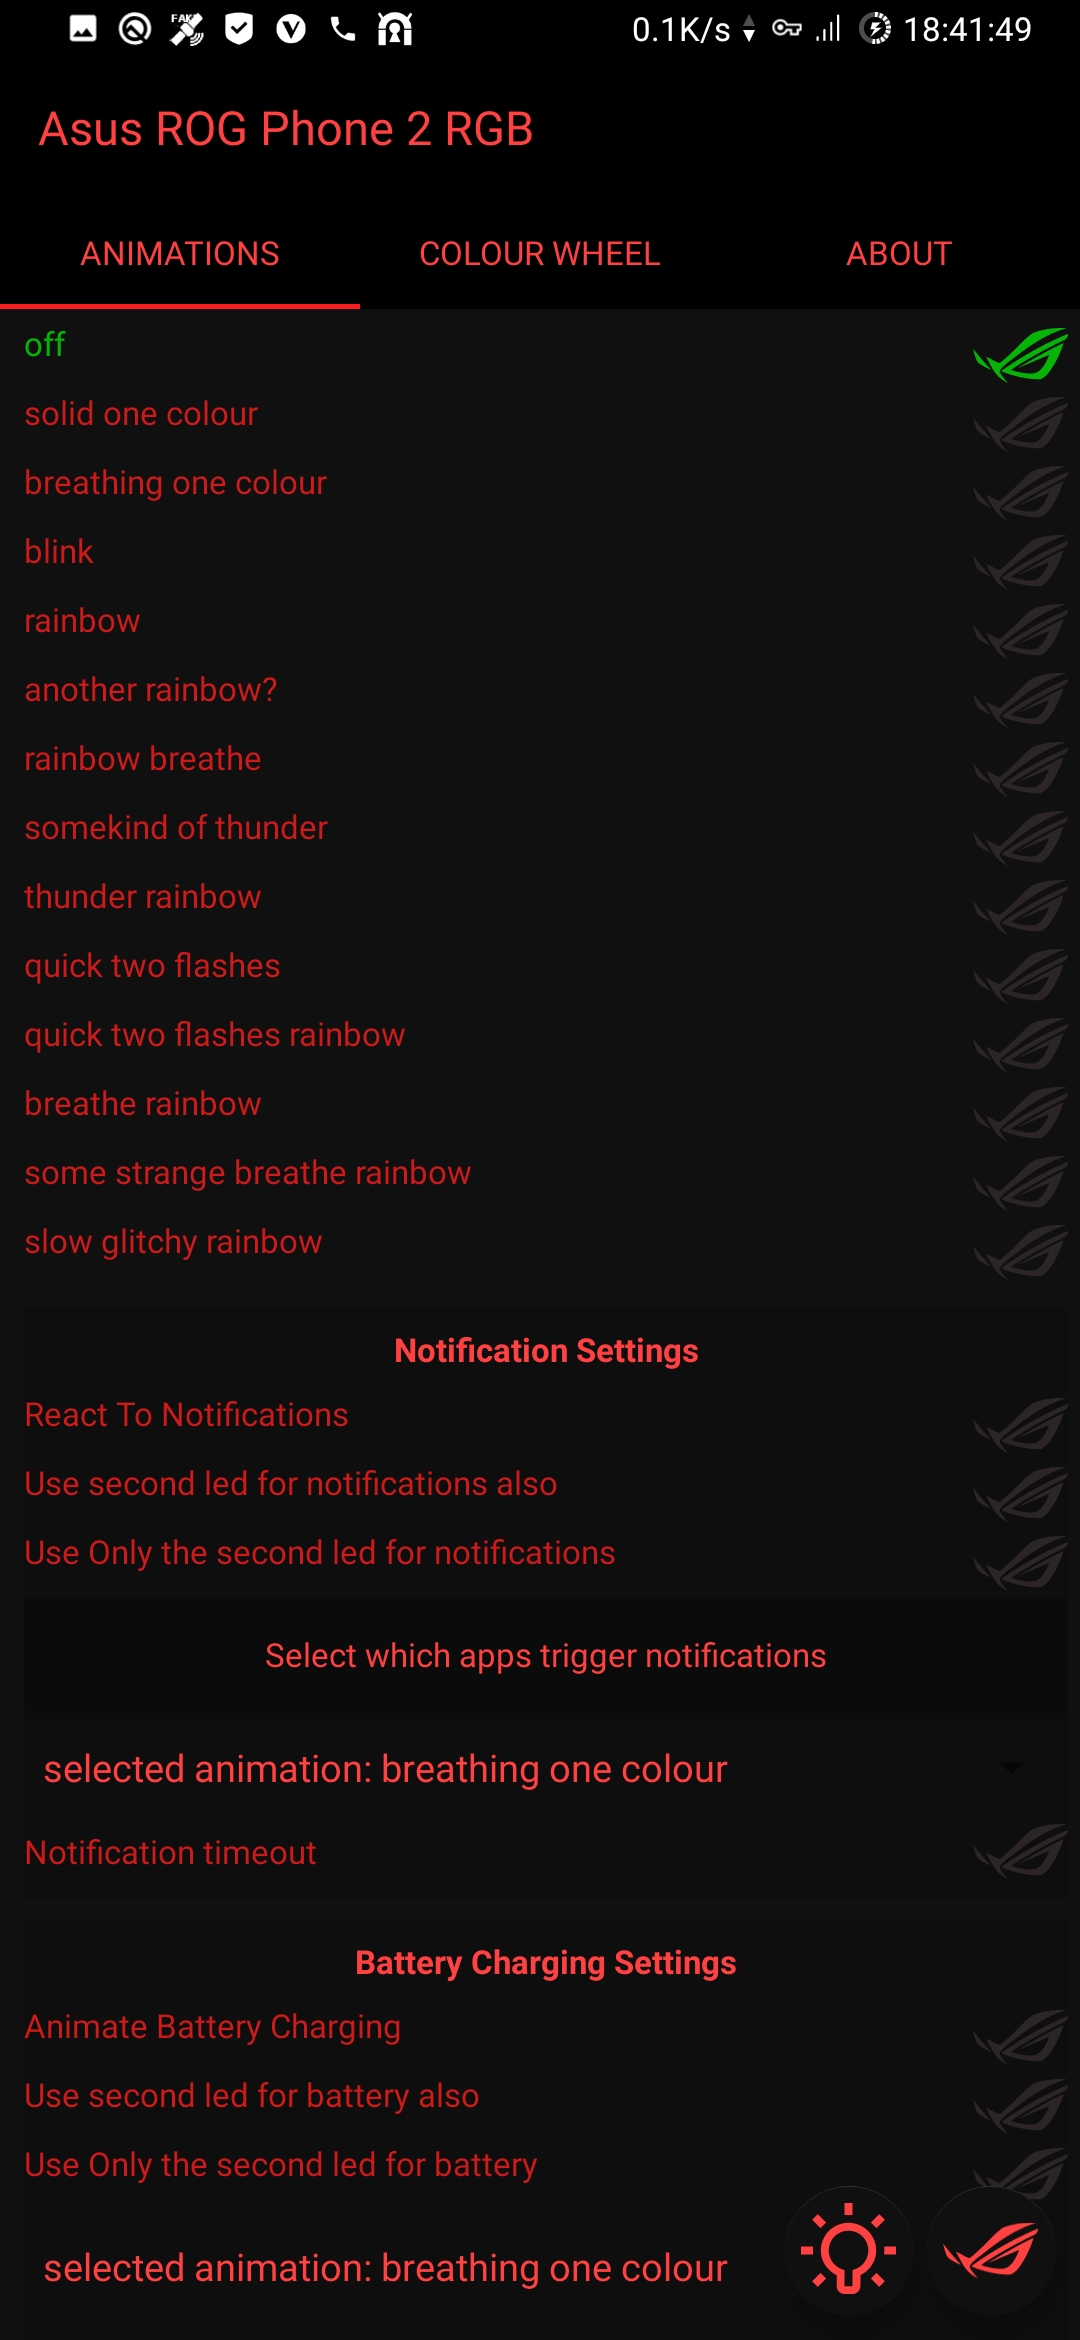 FAKE
0.1K/s
18:41:49
Asus ROG Phone 2 RGB
ANIMATIONS
COLOUR WHEEL
ABOUT
off
solid one colour
breathing one colour
blink
rainbow
another rainbow?
rainbow breathe
somekind of thunder
thunder rainbow
quick two flashes
quick two flashes rainbow
breathe rainbow
some strange breathe rainbow
slow glitchy rainbow
Notification Settings
React To Notifications
Use second led for notifications also
Use Only the second led for notifications
Select which apps trigger notifications
selected animation: breathing one colour
Notification timeout
Battery Charging Settings
Animate Battery Charging
Use second led for battery also
Use Only the second led for battery
selected animation: breathing one colour